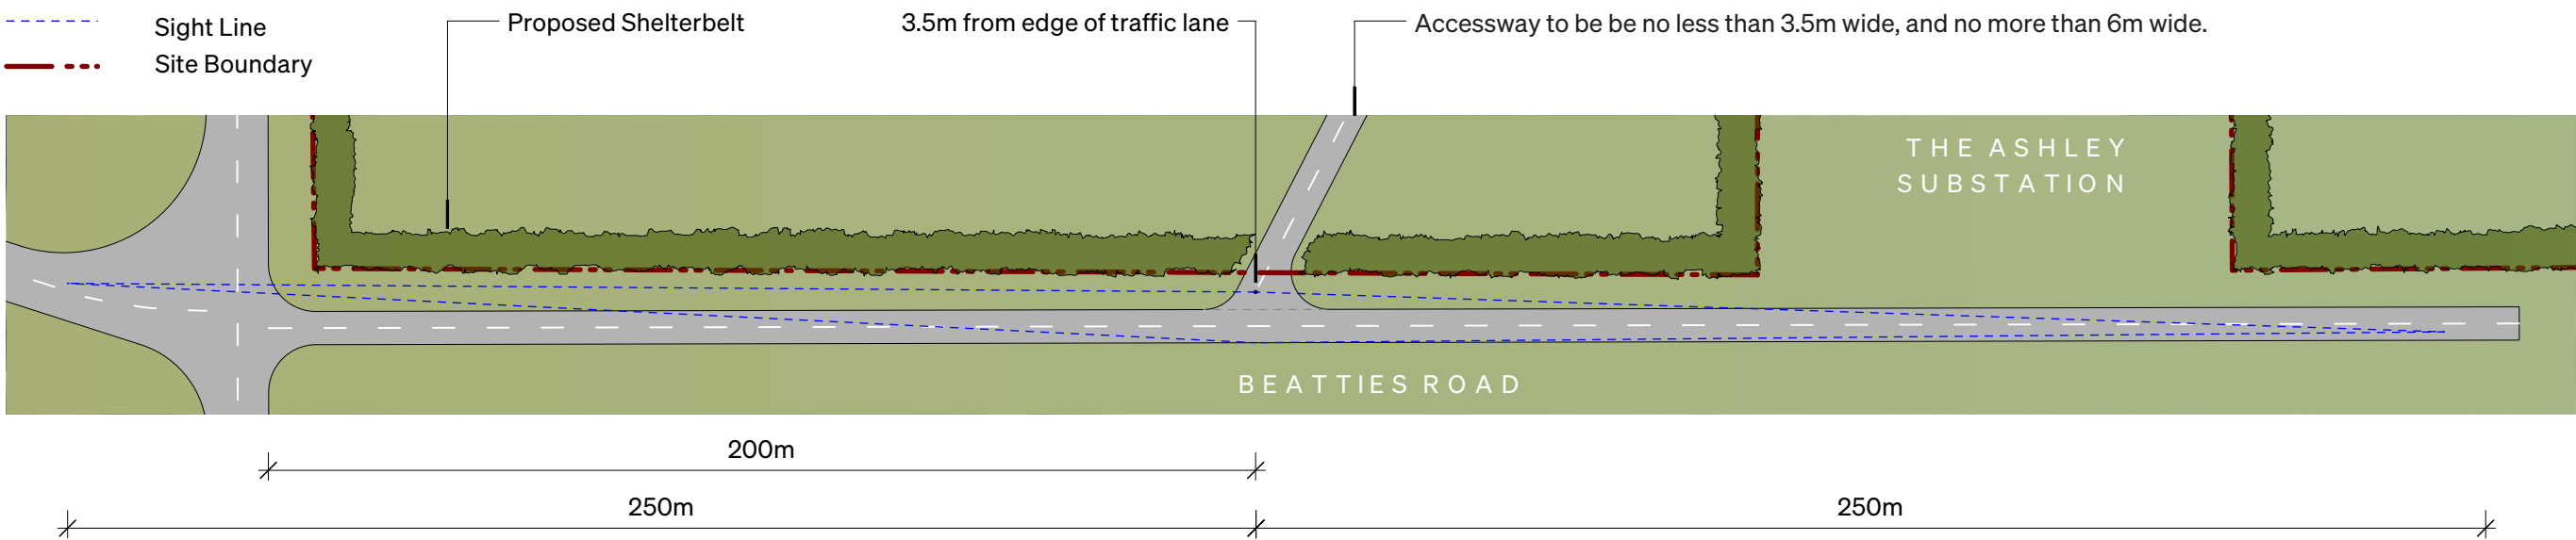 Sight Line
Site Boundary
Proposed Shelterbelt
3.5m from edge of traffic lane
Accessway to be be no less than 3.5m wide, and no more than 6m wide.
THE ASHLEY
SUBSTATION
BEATTIES ROAD
200m
250m
250m